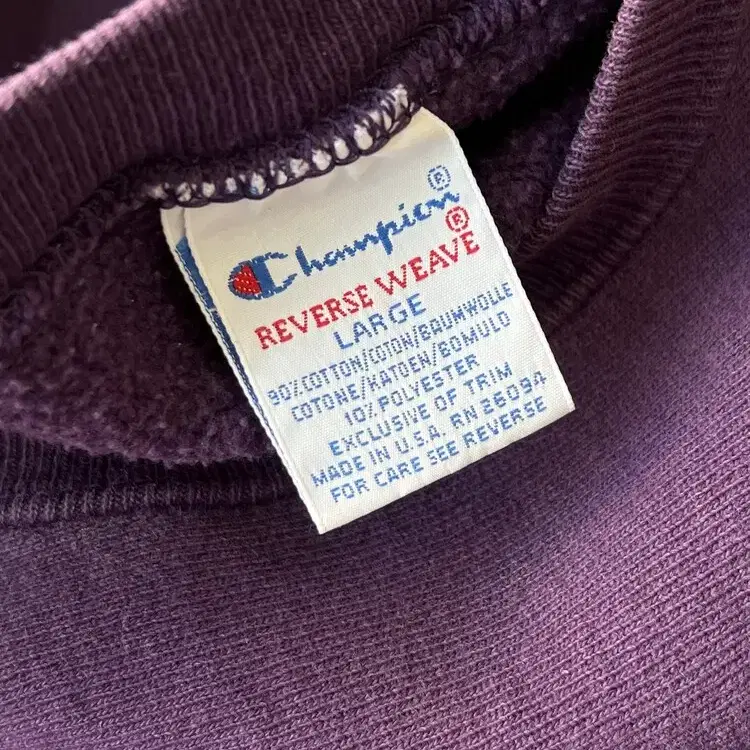 Champion®
REVERSE WEAVE®
LARGE
90% COTTON/COTON/BAUMWOLLE
COTONE/KATOEN/BOMULD
10% POLYESTER
EXCLUSIVE OF TRIM
MADE IN U.S.A. RN 26094
FOR CARE SEE REVERSE